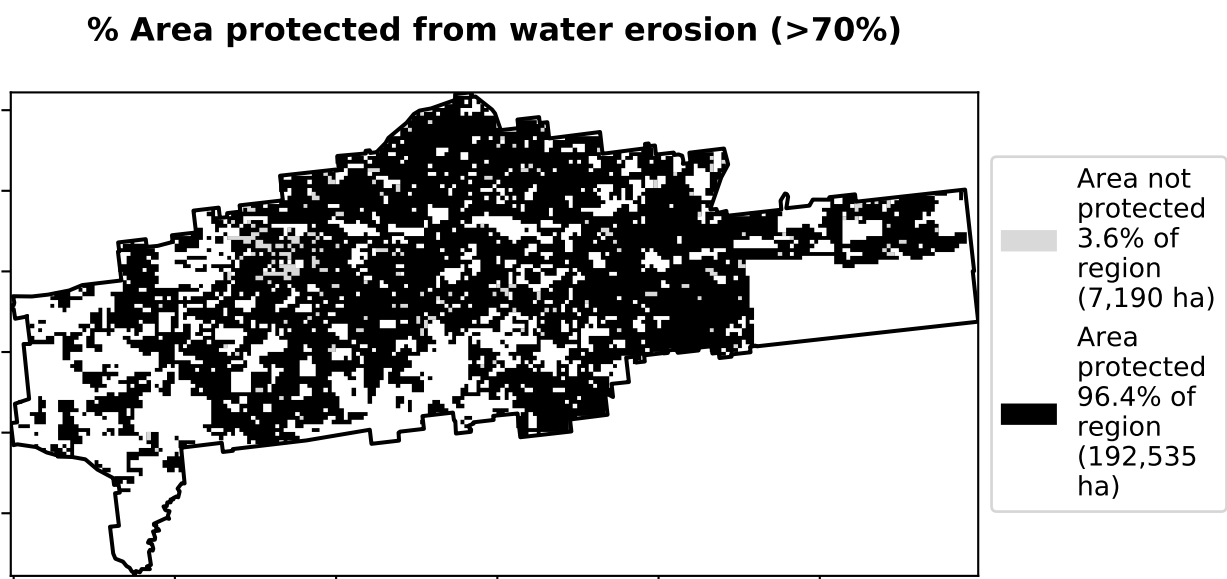 % Area protected from water erosion (>70%)
Area not
protected
3.6% of
region
(7,190 ha)
Area
protected
96.4% of
region
(192,535
ha)